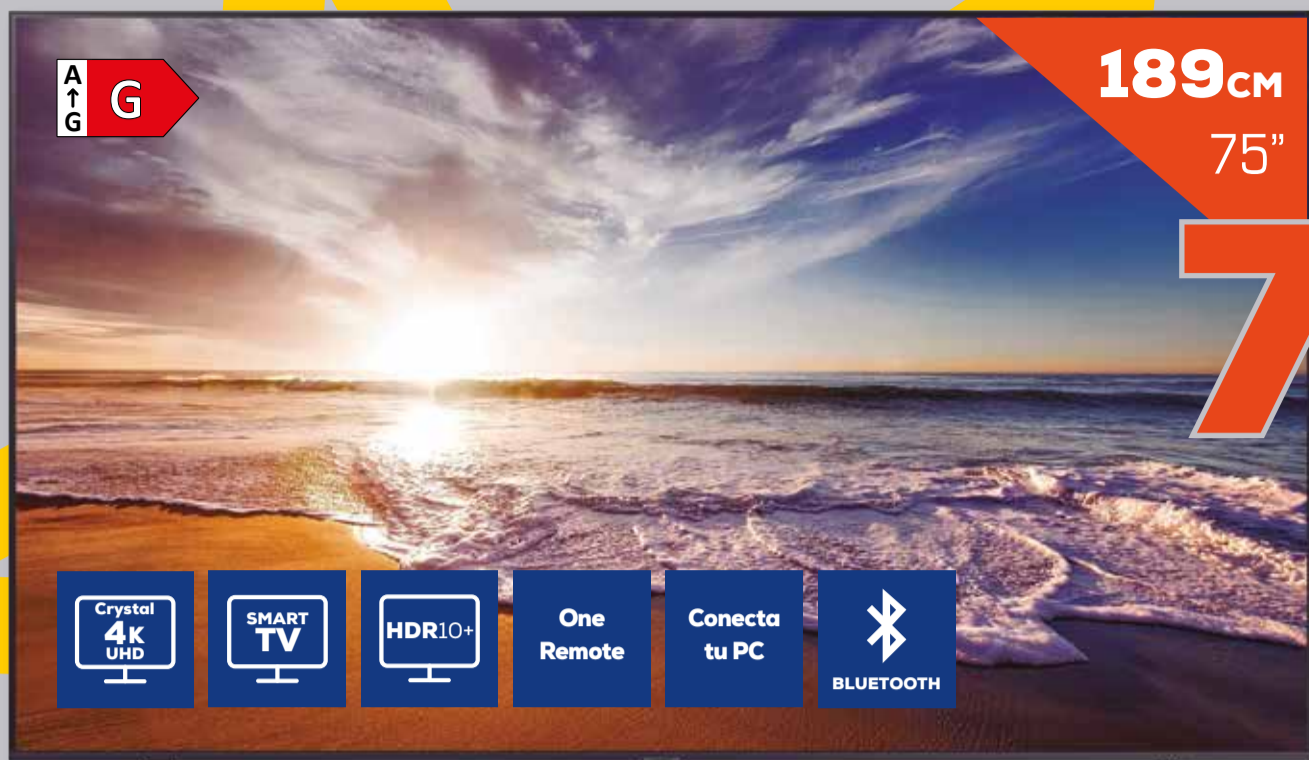 A
↑
G
G
189CM
75”
7
Crystal
4K
UHD
SMART
TV
HDR10+
One
Remote
Conecta
tu PC
BLUETOOTH